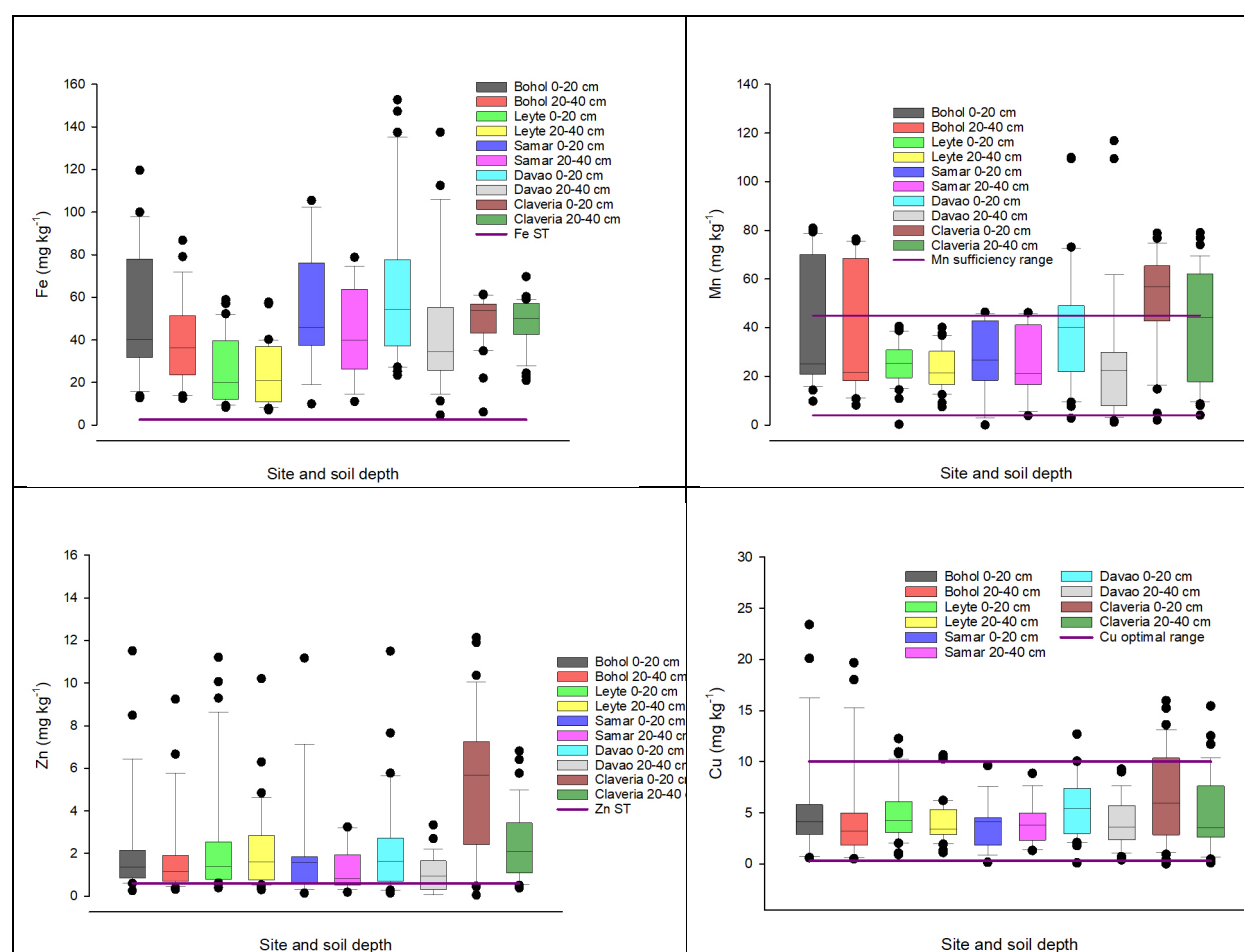 160
140
120
100
80
60
40
20
0
Fe (mg kg-1)
Bohol 0-20 cm
Bohol 20-40 cm
Leyte 0-20 cm
Leyte 20-40 cm
Samar 0-20 cm
Samar 20-40 cm
Davao 0-20 cm
Davao 20-40 cm
Claveria 0-20 cm
Claveria 20-40 cm
Fe ST
Site and soil depth
140
120
100
80
60
40
20
0
Mn (mg kg-1)
Bohol 0-20 cm
Bohol 20-40 cm
Leyte 0-20 cm
Leyte 20-40 cm
Samar 0-20 cm
Samar 20-40 cm
Davao 0-20 cm
Davao 20-40 cm
Claveria 0-20 cm
Claveria 20-40 cm
Mn sufficiency range
Site and soil depth
16
14
12
10
8
6
4
2
0
Zn (mg kg-1)
Bohol 0-20 cm
Bohol 20-40 cm
Leyte 0-20 cm
Leyte 20-40 cm
Samar 0-20 cm
Samar 20-40 cm
Davao 0-20 cm
Davao 20-40 cm
Claveria 0-20 c
Claveria 20-40
Zn ST
Site and soil depth
30
25
20
15
10
5
0
Cu (mg kg-1)
Bohol 0-20 cm
Bohol 20-40 cm
Leyte 0-20 cm
Leyte 20-40 cm
Samar 0-20 cm
Samar 20-40 cm
Davao 0-20 cm
Davao 20-40 cm
Claveria 0-20 cm
Claveria 20-40 cm
Cu optimal range
Site and soil depth